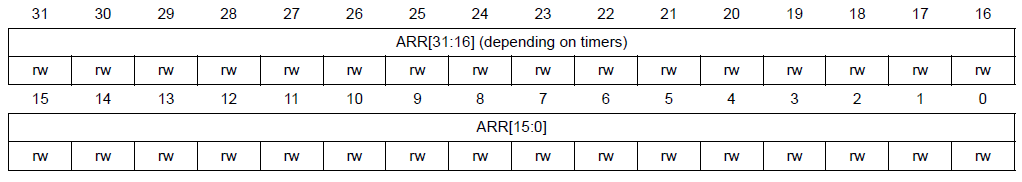 31 30 29 28 27 26 25 24 23 22 21 20 19 18 17 16
ARR[31:16] (depending on timers)
rw rw rw rw rw rw rw rw rw rw rw rw rw rw rw rw
15 14 13 12 11 10 9 8 7 6 5 4 3 2 1 0
ARR[15:0]
rw rw rw rw rw rw rw rw rw rw rw rw rw rw rw rw